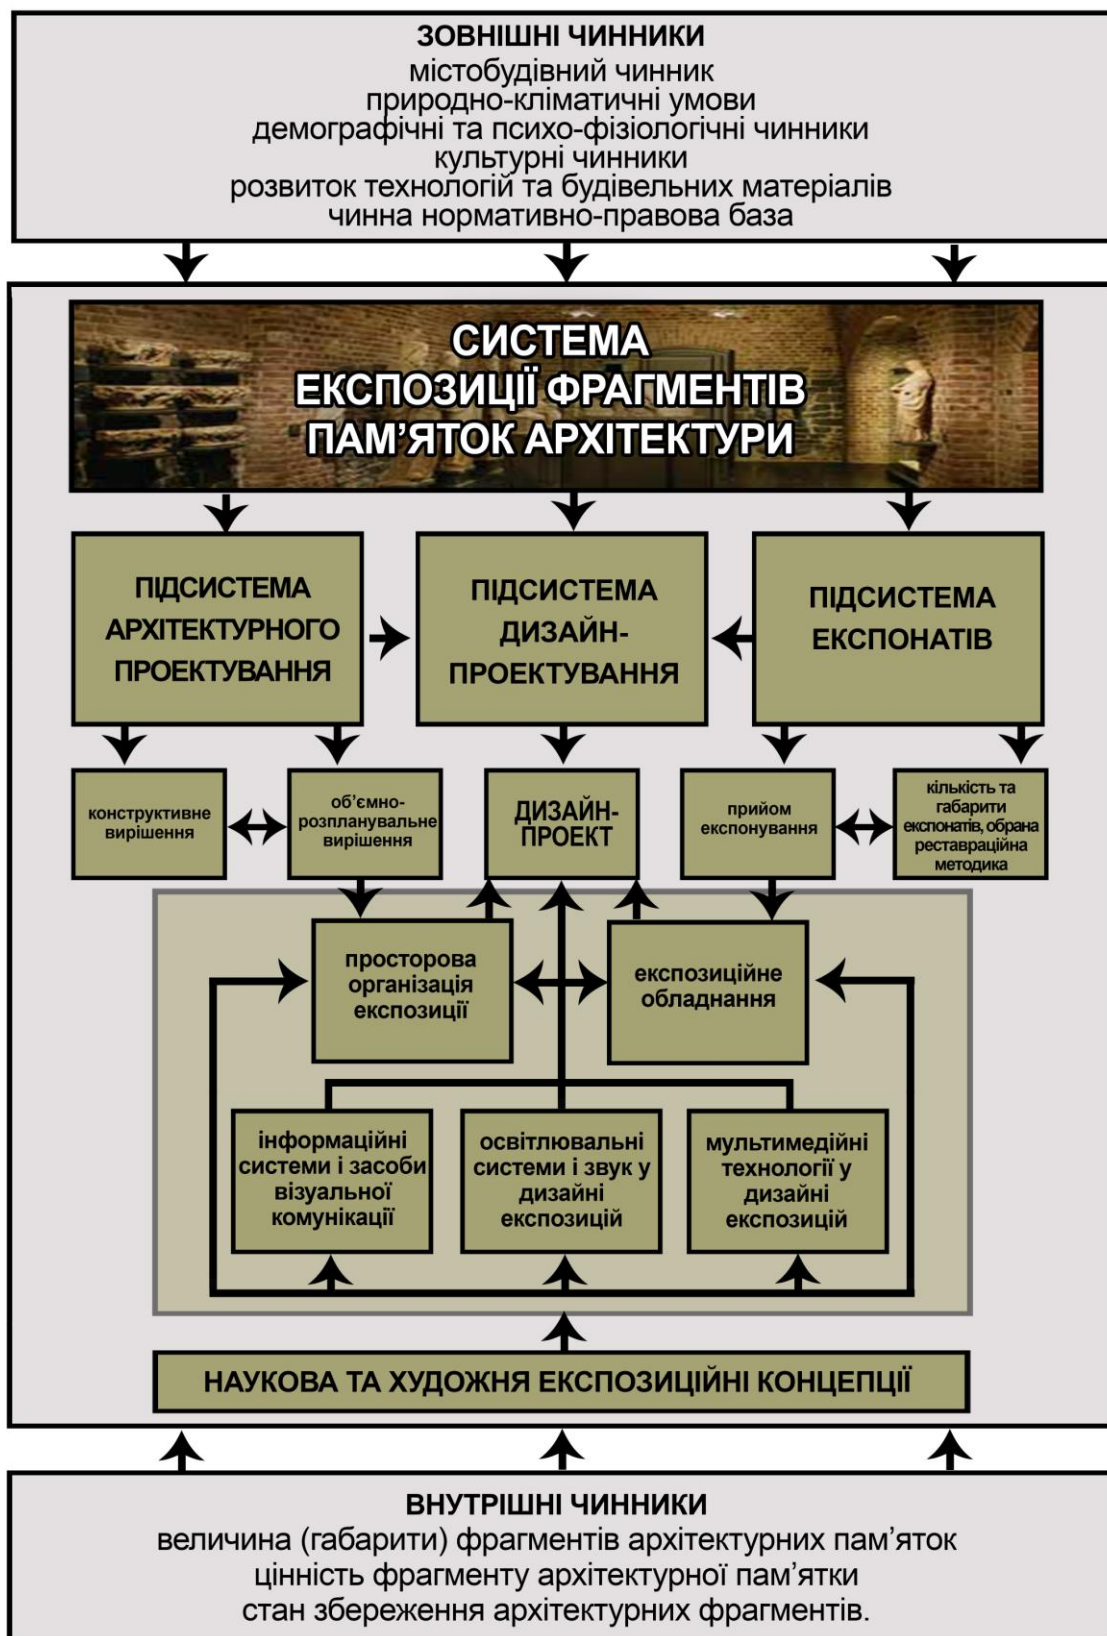 ЗОВНІШНІ ЧИННИКИ
містобудівний чинник
природно-кліматичні умови
демографічні та психо-фізіологічні чинники
культурні чинники
розвиток технологій та будівельних матеріалів
чинна нормативно-правова база
СИСТЕМА
ЕКСПОЗИЦІЇ ФРАГМЕНТІВ
ПАМ’ЯТОК АРХІТЕКТУРИ
ПІДСИСТЕМА
АРХІТЕКТУРНОГО
ПРОЕКТУВАННЯ
ПІДСИСТЕМА
ДИЗАЙН-
ПРОЕКТУВАННЯ
ПІДСИСТЕМА
ЕКСПОНАТІВ
конструктивне
вирішення
об’ємно-
розпланувальне
вирішення
ДИЗАЙН-
ПРОЕКТ
прийом
експонування
кількість та
габарити
експонатів, обрана
реставраційна
методика
просторова
організація
експозиції
експозиційне
обладнання
інформаційні
системи і засоби
візуальної
комунікації
освітлювальні
системи і звук у
дизайні
експозицій
мультимедійні
технології у
дизайні
експозицій
НАУКОВА ТА ХУДОЖНЯ ЕКСПОЗИЦІЙНІ КОНЦЕПЦІЇ
ВНУТРІШНІ ЧИННИКИ
величина (габарити) фрагментів архітектурних пам’яток
цінність фрагменту архітектурної пам’ятки
стан збереження архітектурних фрагментів.